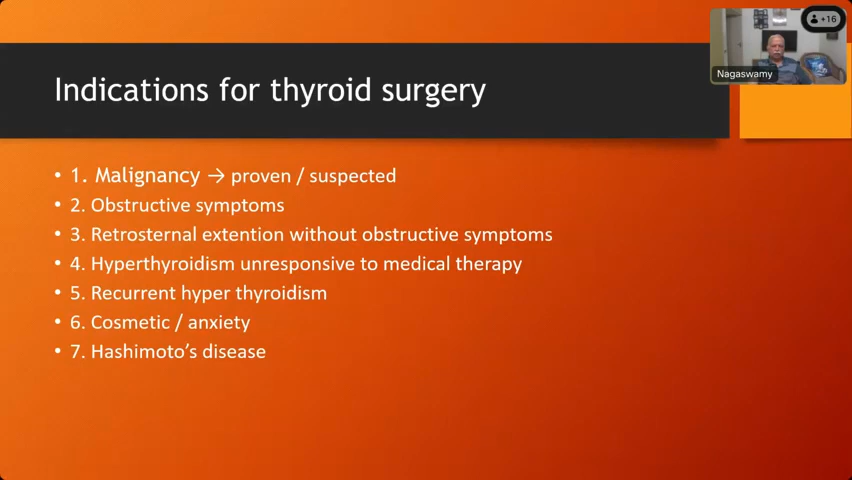 +16
Nagaswamy
Indications for thyroid surgery
• 1. Malignancy → proven / suspected
• 2. Obstructive symptoms
• 3. Retrosternal extention without obstructive symptoms
• 4. Hyperthyroidism unresponsive to medical therapy
• 5. Recurrent hyper thyroidism
• 6. Cosmetic / anxiety
• 7. Hashimoto’s disease